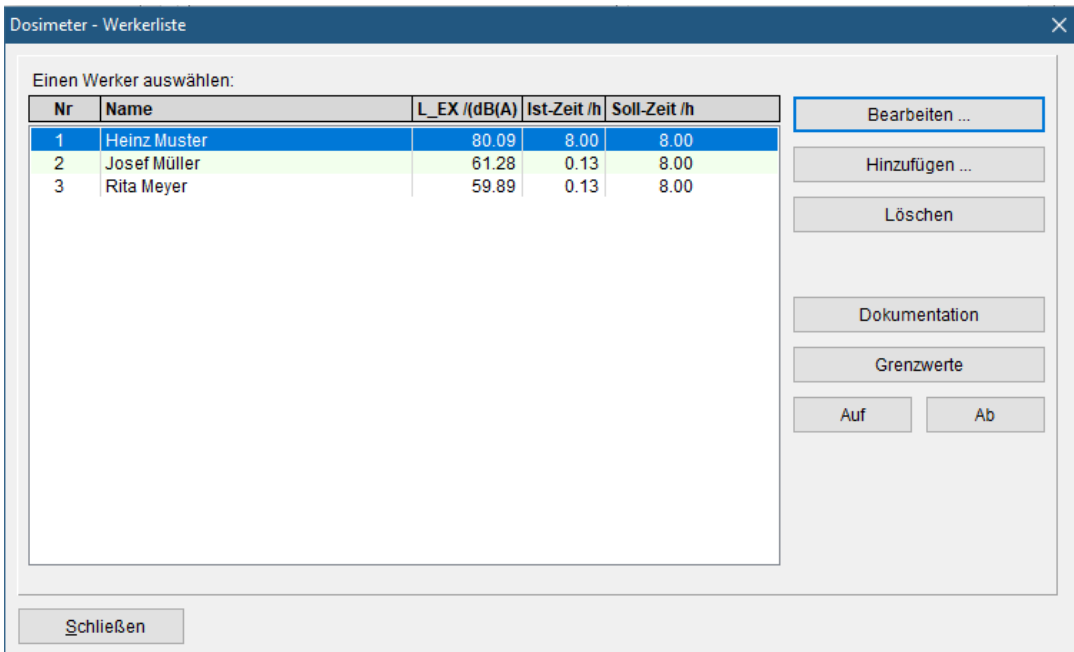 Dosimeter - Werkerliste
Einen Werker auswählen:
Nr Name L_EX /(dB(A) Ist-Zeit /h Soll-Zeit /h
1 Heinz Muster 80.09 8.00 8.00
2 Josef Müller 61.28 0.13 8.00
3 Rita Meyer 59.89 0.13 8.00
Bearbeiten ...
Hinzufügen ...
Löschen
Dokumentation
Grenzwerte
Auf Ab
Schließen